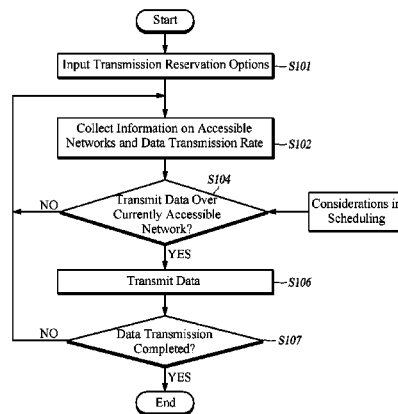 Start
Input Transmission Reservation Options
S101
Collect Information on Accessible
Networks and Data Transmission Rate
S102
S104
Transmit Data Over
Currently Accessible
Network?
NO
Considerations in
Scheduling
YES
Transmit Data
S106
NO
Data Transmission
Completed?
S107
YES
End